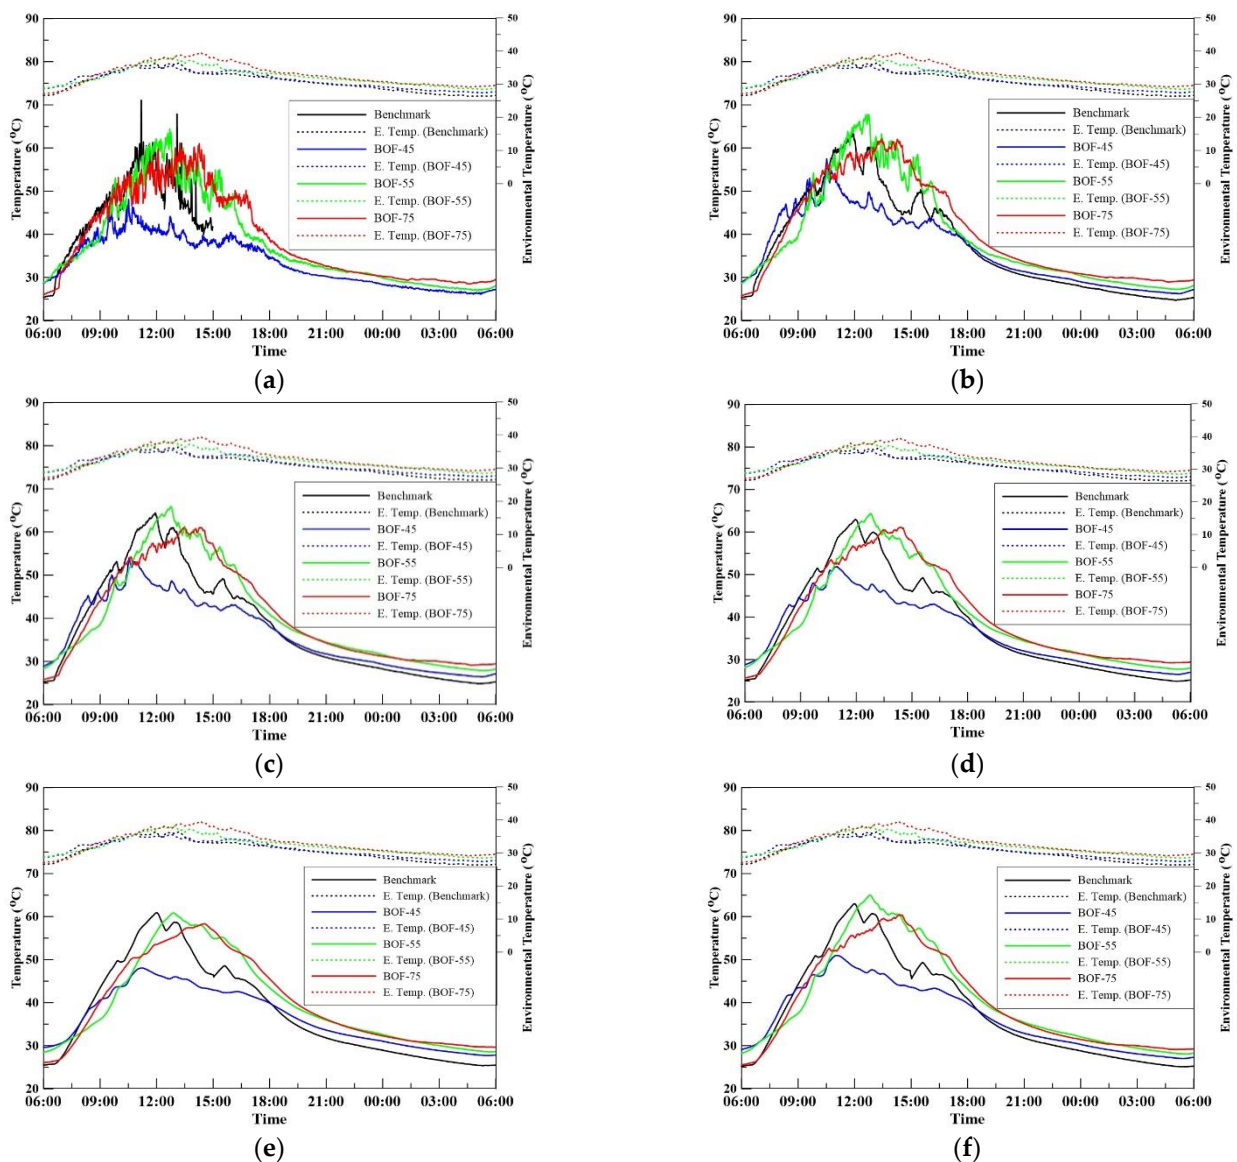 90
80
70
60
50
40
30
20
Temperature (°C)
50
40
30
20
10
0
Environmental Temperature (°C)
Benchmark
E. Temp. (Benchmark)
BOF-45
E. Temp. (BOF-45)
BOF-55
E. Temp. (BOF-55)
BOF-75
E. Temp. (BOF-75)
06:00 09:00 12:00 15:00 18:00 21:00 00:00 03:00 06:00
Time
(a)
90
80
70
60
50
40
30
20
Temperature (°C)
50
40
30
20
10
0
Environmental Temperature (°C)
Benchmark
E. Temp. (Benchmark)
BOF-45
E. Temp. (BOF-45)
BOF-55
E. Temp. (BOF-55)
BOF-75
E. Temp. (BOF-75)
06:00 09:00 12:00 15:00 18:00 21:00 00:00 03:00 06:00
Time
(b)
90
80
70
60
50
40
30
20
Temperature (°C)
50
40
30
20
10
0
Environmental Temperature (°C)
Benchmark
E. Temp. (Benchmark)
BOF-45
E. Temp. (BOF-45)
BOF-55
E. Temp. (BOF-55)
BOF-75
E. Temp. (BOF-75)
06:00 09:00 12:00 15:00 18:00 21:00 00:00 03:00 06:00
Time
(c)
90
80
70
60
50
40
30
20
Temperature (°C)
50
40
30
20
10
0
Environmental Temperature (°C)
Benchmark
E. Temp. (Benchmark)
BOF-45
E. Temp. (BOF-45)
BOF-55
E. Temp. (BOF-55)
BOF-75
E. Temp. (BOF-75)
06:00 09:00 12:00 15:00 18:00 21:00 00:00 03:00 06:00
Time
(d)
90
80
70
60
50
40
30
20
Temperature (°C)
50
40
30
20
10
0
Environmental Temperature (°C)
Benchmark
E. Temp. (Benchmark)
BOF-45
E. Temp. (BOF-45)
BOF-55
E. Temp. (BOF-55)
BOF-75
E. Temp. (BOF-75)
06:00 09:00 12:00 15:00 18:00 21:00 00:00 03:00 06:00
Time
(e)
90
80
70
60
50
40
30
20
Temperature (°C)
50
40
30
20
10
0
Environmental Temperature (°C)
Benchmark
E. Temp. (Benchmark)
BOF-45
E. Temp. (BOF-45)
BOF-55
E. Temp. (BOF-55)
BOF-75
E. Temp. (BOF-75)
06:00 09:00 12:00 15:00 18:00 21:00 00:00 03:00 06:00
Time
(f)